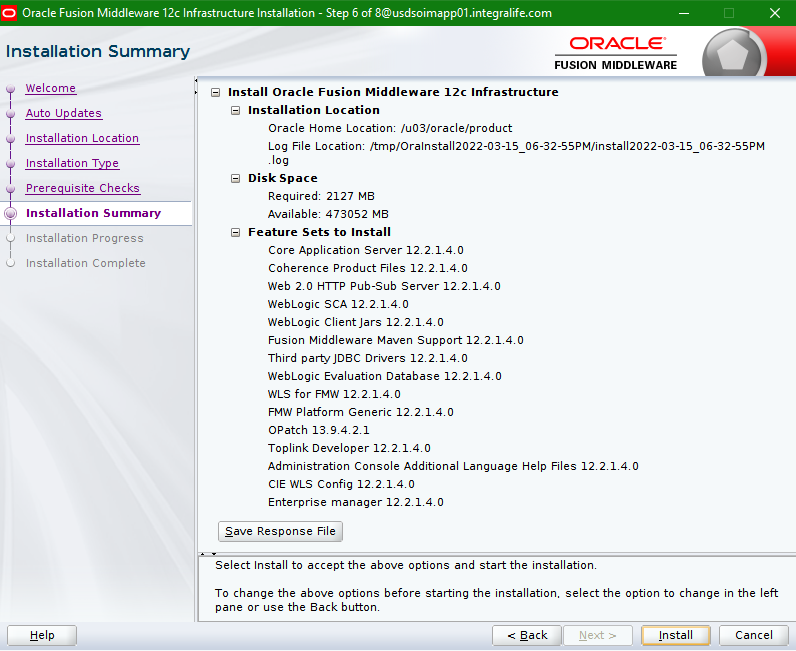 Oracle Fusion Middleware 12c Infrastructure Installation - Step 6 of 8@usdsoimapp01.integralife.com
Installation Summary
ORACLE
FUSION MIDDLEWARE
Welcome
Auto Updates
Installation Location
Installation Type
Prerequisite Checks
Installation Summary
Installation Progress
Installation Complete
Install Oracle Fusion Middleware 12c Infrastructure
Installation Location
Oracle Home Location: /u03/oracle/product
Log File Location: /tmp/OraInstall2022-03-15_06-32-55PM/install2022-03-15_06-32-55PM
.log
Disk Space
Required: 2127 MB
Available: 473052 MB
Feature Sets to Install
Core Application Server 12.2.1.4.0
Coherence Product Files 12.2.1.4.0
Web 2.0 HTTP Pub-Sub Server 12.2.1.4.0
WebLogic SCA 12.2.1.4.0
WebLogic Client Jars 12.2.1.4.0
Fusion Middleware Maven Support 12.2.1.4.0
Third party JDBC Drivers 12.2.1.4.0
WebLogic Evaluation Database 12.2.1.4.0
WLS for FMW 12.2.1.4.0
FMW Platform Generic 12.2.1.4.0
OPatch 13.9.4.2.1
Toplink Developer 12.2.1.4.0
Administration Console Additional Language Help Files 12.2.1.4.0
CIE WLS Config 12.2.1.4.0
Enterprise manager 12.2.1.4.0
Save Response File
Select Install to accept the above options and start the installation.
To change the above options before starting the installation, select the option to change in the left
pane or use the Back button.
Help
< Back
Next >
Install
Cancel